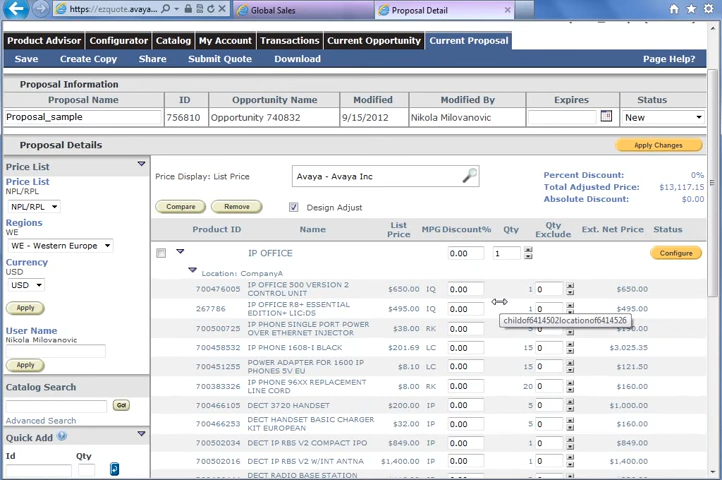 https://ezquote.avaya...
Global Sales
Proposal Detail
Product Advisor Configurator Catalog My Account Transactions Current Opportunity Current Proposal
Save Create Copy Share Submit Quote Download Page Help?
Proposal Information
Proposal Name ID Opportunity Name Modified Modified By Expires Status
Proposal_sample 756810 Opportunity 740832 9/15/2012 Nikola Milovanovic New
Proposal Details Apply Changes
Price List
Price List
NPL/RPL
NPL/RPL
Regions
WE
WE - Western Europe
Currency
USD
USD
Apply
User Name
Nikola Milovanovic
Apply
Catalog Search
Go!
Advanced Search
Quick Add ?
Id Qty
Price Display: List Price Avaya - Avaya Inc
Percent Discount: 0%
Total Adjusted Price: $13,117.15
Absolute Discount: $0.00
Compare Remove Design Adjust
Product ID Name List Price MPG Discount% Qty Qty Exclude Ext. Net Price Status
IP OFFICE 0.00 1 Configure
Location: CompanyA
700476005 IP OFFICE 500 VERSION 2 CONTROL UNIT $650.00 IQ 0.00 1 0 $650.00
267786 IP OFFICE R8+ ESSENTIAL EDITION+ LIC:DS $495.00 IQ 0.00 1 0 $495.00
childof6414502locationof6414526
700500725 IP PHONE SINGLE PORT POWER OVER ETHERNET INJECTOR $38.00 RK 0.00 5 0 $190.00
700458532 IP PHONE 1608-I BLACK $201.69 LC 0.00 15 0 $3,025.35
700451255 POWER ADAPTER FOR 1600 IP PHONES 5V EU $8.10 LC 0.00 15 0 $121.50
700383326 IP PHONE 96XX REPLACEMENT LINE CORD $8.00 RK 0.00 20 0 $160.00
700466105 DECT 3720 HANDSET $200.00 IP 0.00 5 0 $1,000.00
700466253 DECT HANDSET BASIC CHARGER KIT EUROPEAN $32.00 IP 0.00 5 0 $160.00
700502034 DECT IP RBS V2 COMPACT IPO $849.00 IP 0.00 1 0 $849.00
700502016 DECT IP RBS V2 W/INT ANTNA $1,400.00 IP 0.00 1 0 $1,400.00
DECT RADIO BASE STATION